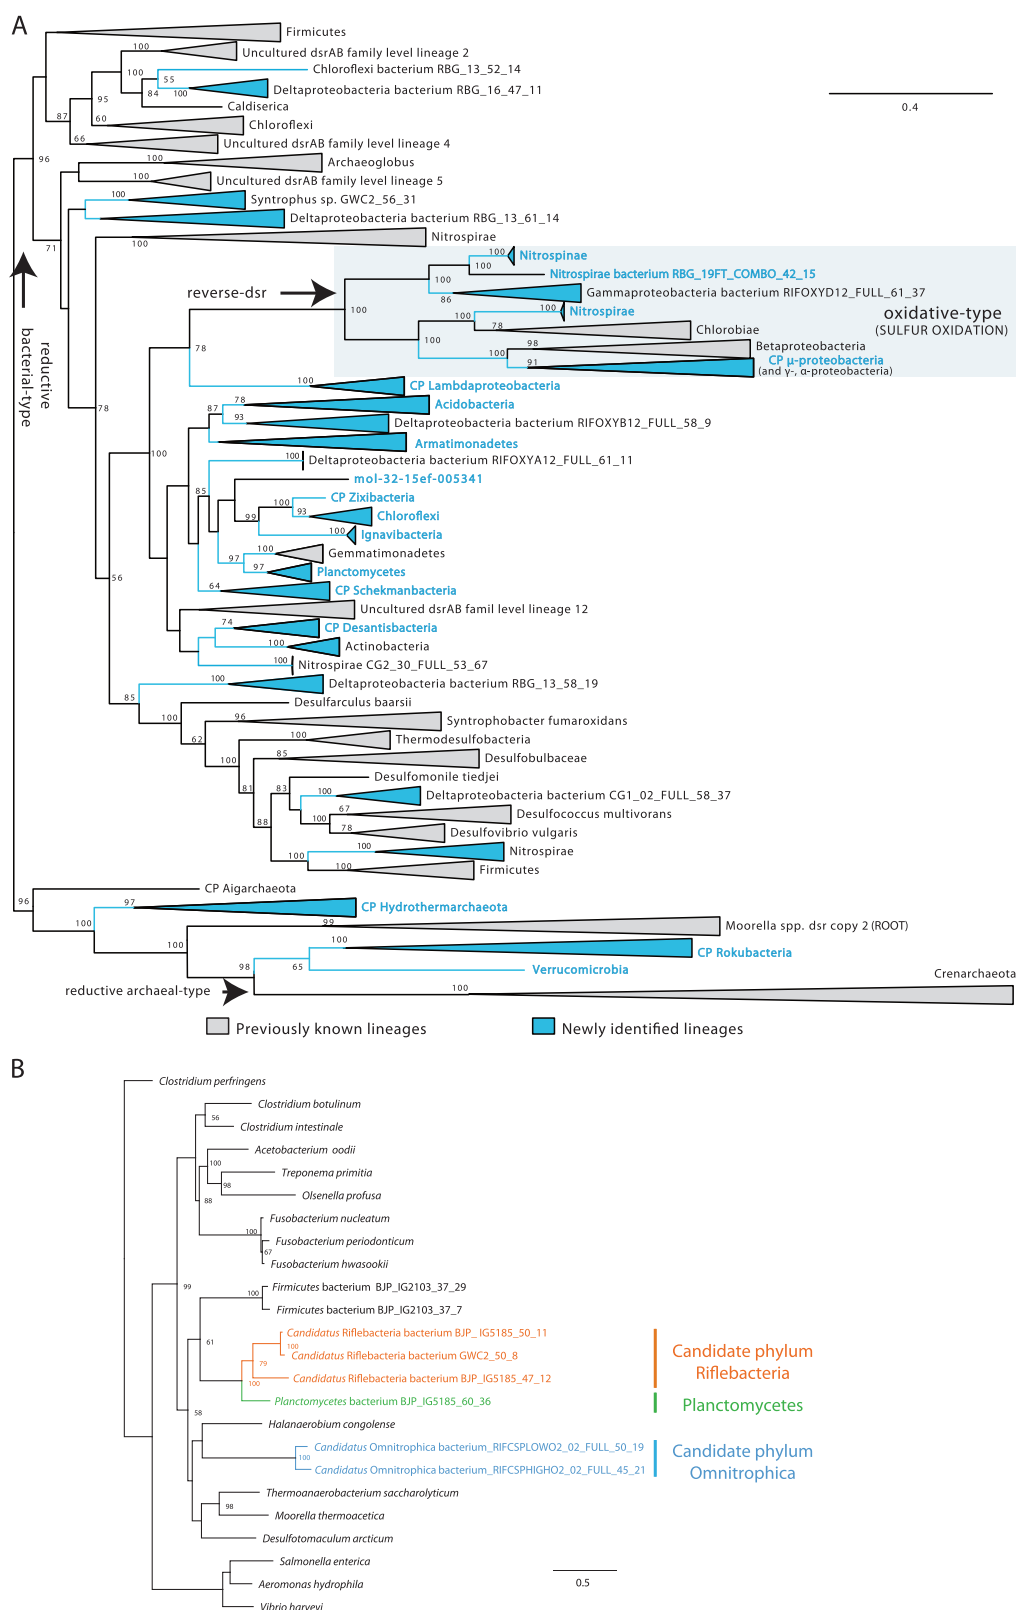 A
Firmicutes
100
Uncultured dsrAB family level lineage 2
100
Chloroflexi bacterium RBG_13_52_14
55
Deltaproteobacteria bacterium RBG_16_47_11
100
84
95
Caldiserica
0.4
87
60
Chloroflexi
66
Uncultured dsrAB family level lineage 4
96
100
Archaeoglobus
Uncultured dsrAB family level lineage 5
100
100
Syntrophus sp. GWC2_56_31
Deltaproteobacteria bacterium RBG_13_61_14
71
100
Nitrospirae
100
Nitrospinae
100
Nitrospirae bacterium RBG_19FT_COMBO_42_15
100
reverse-dsr
86
Gammaproteobacteria bacterium RIFOXYD12_FULL_61_37
100
100
Nitrospirae
oxidative-type
(SULFUR OXIDATION)
78
Chlorobiae
100
98
Betaproteobacteria
100
91
CP μ-proteobacteria
(and γ-, α-proteobacteria)
reductive
bacterial-type
78
100
CP Lambdaproteobacteria
78
87
78
Acidobacteria
93
Deltaproteobacteria bacterium RIFOXYB12_FULL_58_9
Armatimonadetes
100
100
Deltaproteobacteria bacterium RIFOXYA12_FULL_61_11
mol-32-15ef-005341
85
CP Zixibacteria
100
93
Chloroflexi
99
100
Ignavibacteria
100
Gemmatimonadetes
97
97
Planctomycetes
56
64
CP Schekmanbacteria
Uncultured dsrAB famil level lineage 12
74
CP Desantisbacteria
100
Actinobacteria
100
Nitrospirae CG2_30_FULL_53_67
100
Deltaproteobacteria bacterium RBG_13_58_19
85
Desulfarculus baarsii
100
96
Syntrophobacter fumaroxidans
62
100
Thermodesulfobacteria
85
Desulfobulbaceae
100
Desulfomonile tiedjei
81
83
100
Deltaproteobacteria bacterium CG1_02_FULL_58_37
67
Desulfococcus multivorans
100
88
78
Desulfovibrio vulgaris
Nitrospirae
100
100
100
Firmicutes
CP Aigarchaeota
96
97
CP Hydrothermarchaeota
100
99
Moorella spp. dsr copy 2 (ROOT)
100
100
CP Rokubacteria
98
65
Verrucomicrobia
Crenarchaeota
reductive archaeal-type
100
Previously known lineages
Newly identified lineages
B
Clostridium perfringens
Clostridium botulinum
56
Clostridium intestinale
Acetobacterium oodii
100
Treponema primitia
98
Olsenella profusa
88
Fusobacterium nucleatum
100
Fusobacterium periodonticum
67
Fusobacterium hwasookii
99
Firmicutes bacterium BJP_IG2103_37_29
100
Firmicutes bacterium BJP_IG2103_37_7
Candidatus Riflebacteria bacterium BJP_ IG5185_50_11
61
100
Candidatus Riflebacteria bacterium GWC2_50_8
79
Candidatus Riflebacteria bacterium BJP_IG5185_47_12
100
Candidate phylum
Riflebacteria
Planctomycetes bacterium BJP_IG5185_60_36
Planctomycetes
58
Halanaerobium congolense
Candidatus Omnitrophica bacterium_RIFCSPLOWO2_02_FULL_50_19
100
Candidatus Omnitrophica bacterium_RIFCSPHIGHO2_02_FULL_45_21
Candidate phylum
Omnitrophica
Thermoanaerobacterium saccharolyticum
98
Moorella thermoacetica
Desulfotomaculum arcticum
Salmonella enterica
Aeromonas hydrophila
0.5
Vibrio harveyi